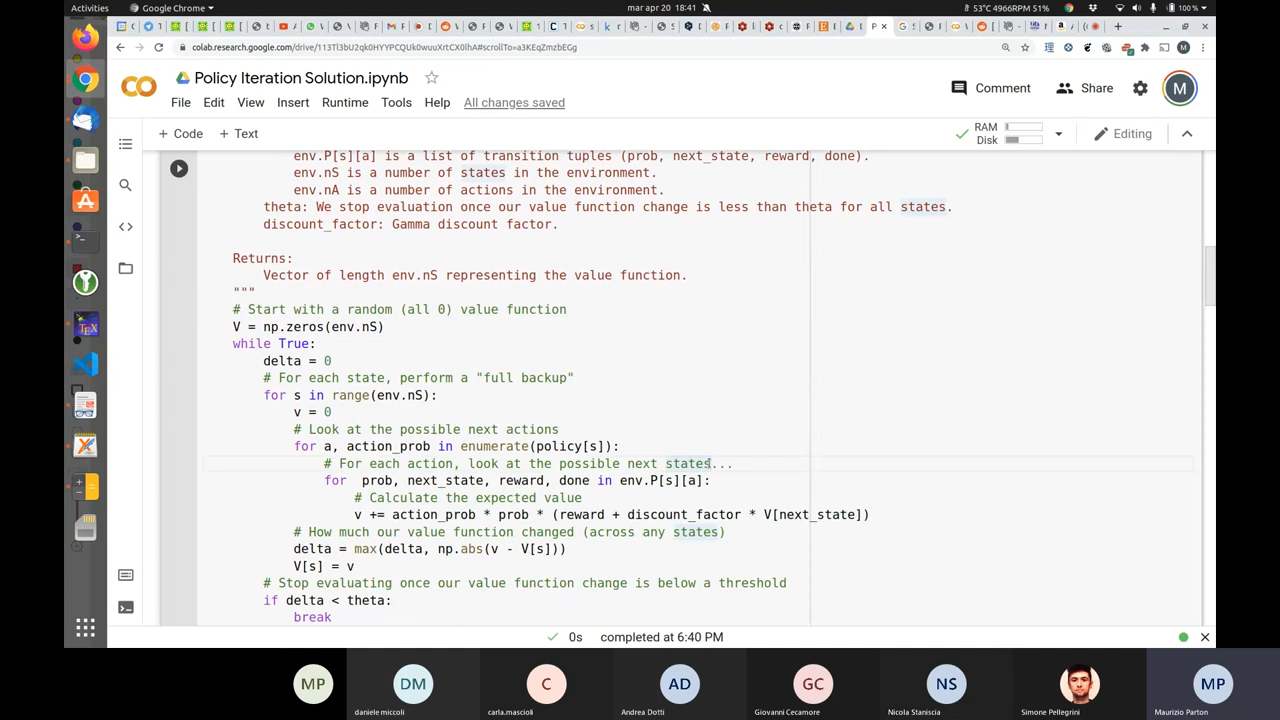 Activities
Google Chrome
mar apr 20 18:41
53°C 4966RPM 51%
100 %
colab.research.google.com/drive/113Tl3bU2qk0HYYPCQUk0wuuXrtCX0lhA#scrollTo=a3KEqZmzbEGg
Policy Iteration Solution.ipynb
Comment
Share
M
File Edit View Insert Runtime Tools Help All changes saved
+ Code + Text
RAM
Disk
Editing
env.P[s][a] is a list of transition tuples (prob, next_state, reward, done).
env.nS is a number of states in the environment.
env.nA is a number of actions in the environment.
theta: We stop evaluation once our value function change is less than theta for all states.
discount_factor: Gamma discount factor.
Returns:
Vector of length env.nS representing the value function.
"""
# Start with a random (all 0) value function
V = np.zeros(env.nS)
while True:
delta = 0
# For each state, perform a "full backup"
for s in range(env.nS):
v = 0
# Look at the possible next actions
for a, action_prob in enumerate(policy[s]):
# For each action, look at the possible next states...
for  prob, next_state, reward, done in env.P[s][a]:
# Calculate the expected value
v += action_prob * prob * (reward + discount_factor * V[next_state])
# How much our value function changed (across any states)
delta = max(delta, np.abs(v - V[s]))
V[s] = v
# Stop evaluating once our value function change is below a threshold
if delta < theta:
break
0s completed at 6:40 PM
MP DM C AD GC NS MP
daniele miccoli carla.mascioli Andrea Dotti Giovanni Cecamore Nicola Staniscia Simone Pellegrini Maurizio Parton